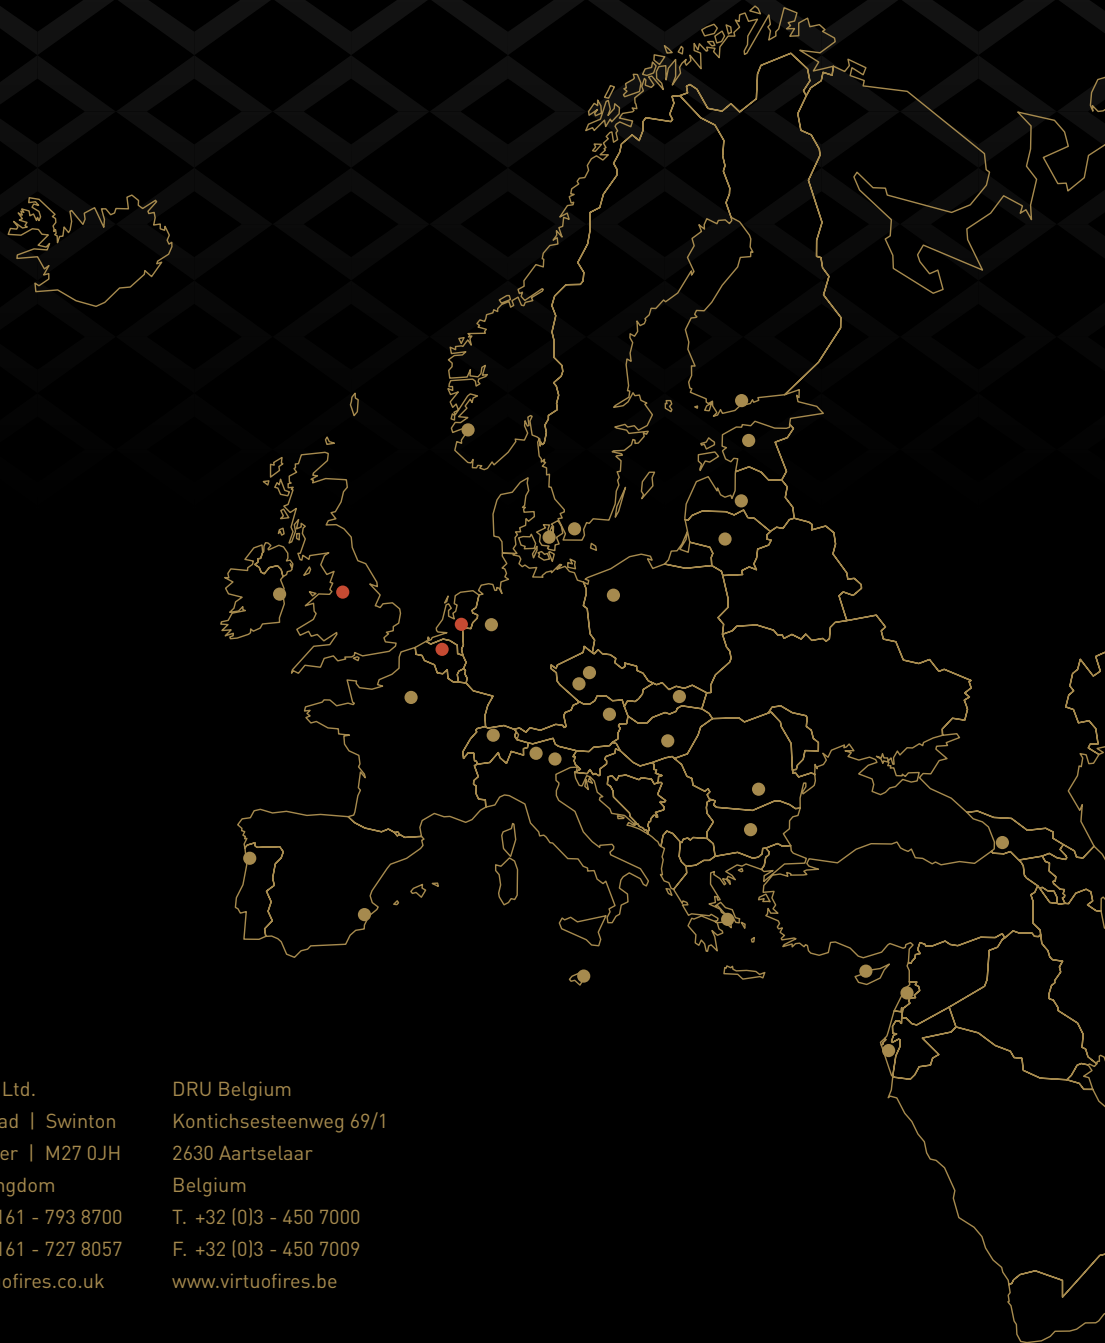 Ltd.
ad | Swinton
er | M27 0JH
ngdom
161 - 793 8700
161 - 727 8057
ofires.co.uk
DRU Belgium
Kontichsesteenweg 69/1
2630 Aartselaar
Belgium
T. +32 (0)3 - 450 7000
F. +32 (0)3 - 450 7009
www.virtuofires.be